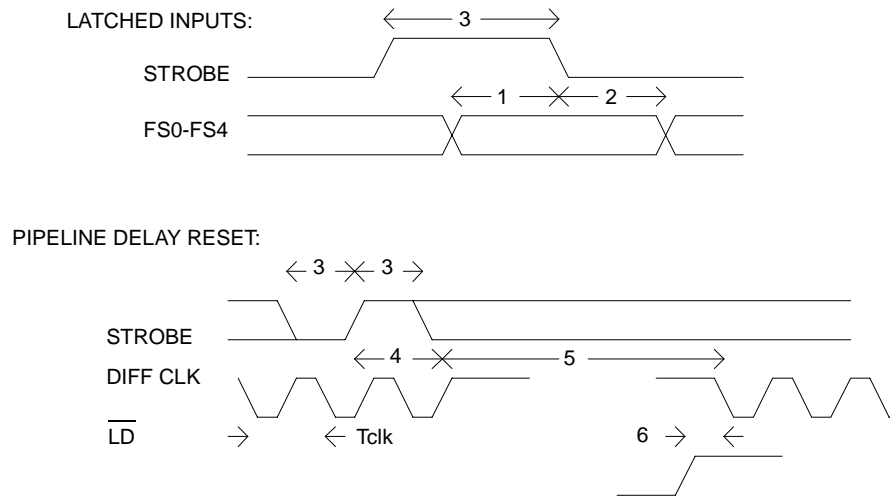 LATCHED INPUTS:
3
STROBE
1 2
FS0-FS4
PIPELINE DELAY RESET:
3 3
STROBE
4 5
DIFF CLK
LD Tclk 6